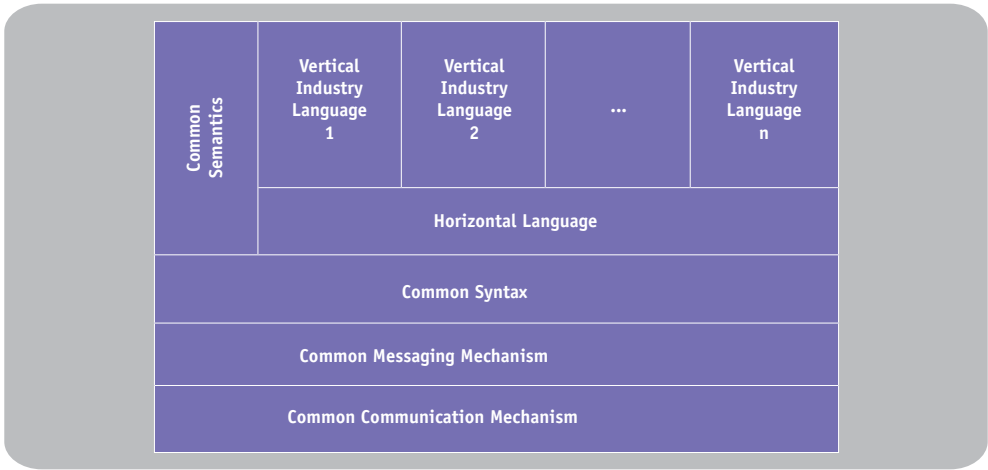 Common
Semantics
Vertical
Industry
Language
1
Vertical
Industry
Language
2
...
Vertical
Industry
Language
n
Horizontal Language
Common Syntax
Common Messaging Mechanism
Common Communication Mechanism